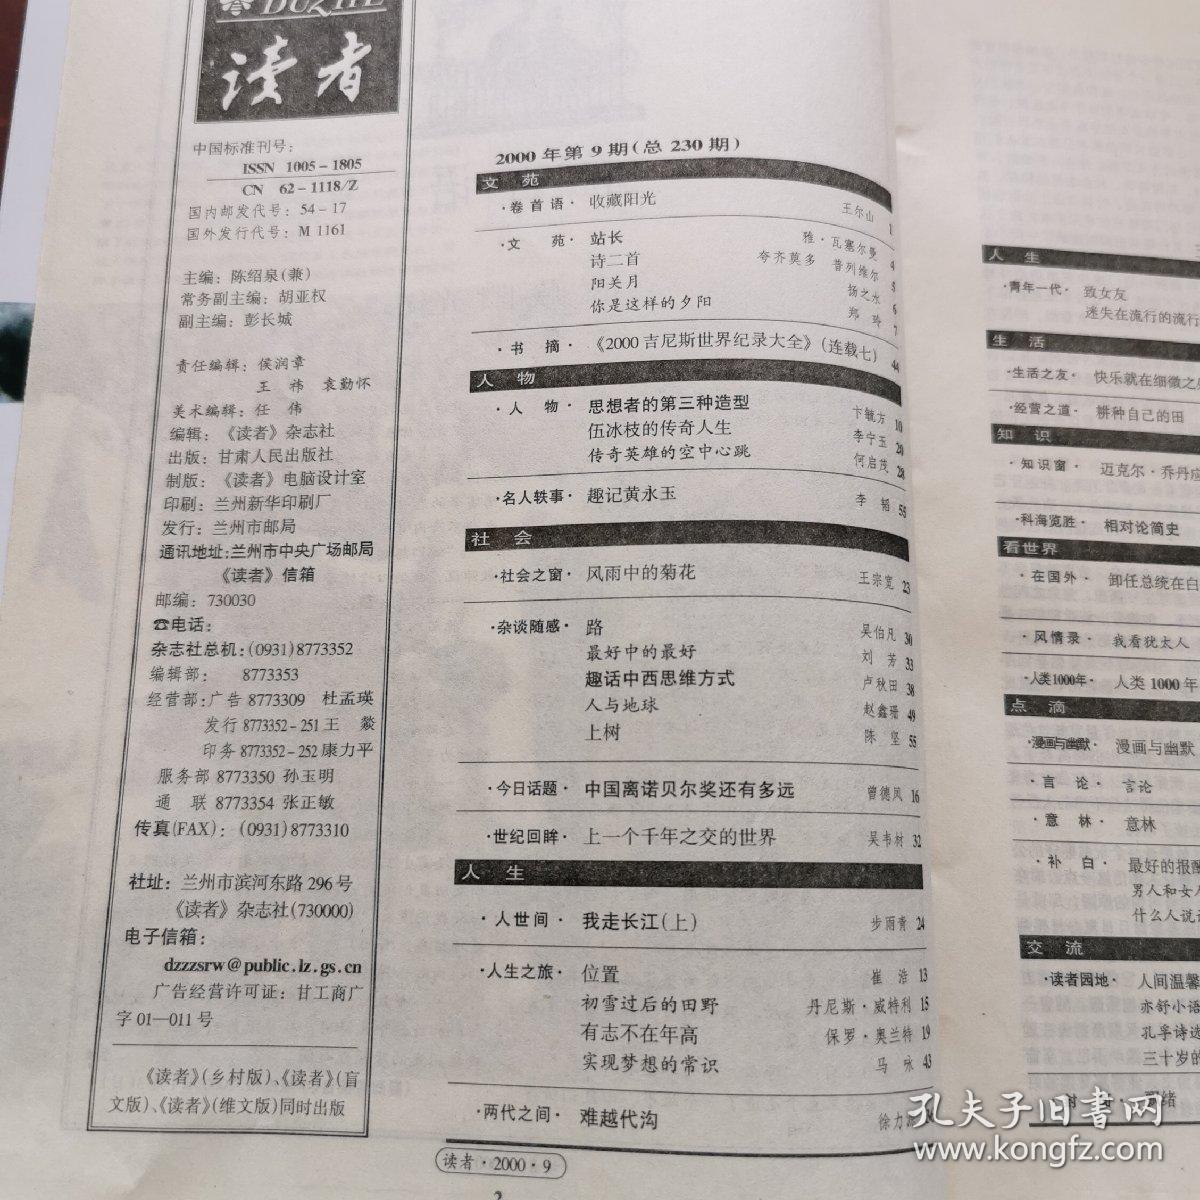 DUZHE
读者
中国标准刊号:
ISSN 1005-1805
CN 62-1118/Z
国内邮发代号: 54-17
国外发行代号: M 1161
主编: 陈绍泉(兼)
常务副主编: 胡亚权
副主编: 彭长城
责任编辑: 侯润章
王 祎 袁勤怀
美术编辑: 任 伟
编辑: 《读者》杂志社
出版: 甘肃人民出版社
制版: 《读者》电脑设计室
印刷: 兰州新华印刷厂
发行: 兰州市邮局
通讯地址: 兰州市中央广场邮局
《读者》信箱
邮编: 730030
☎电话:
杂志社总机: (0931)8773352
编辑部: 8773353
经营部: 广告 8773309 杜孟瑛
发行 8773352-251 王 燚
印务 8773352-252 康力平
服务部 8773350 孙玉明
通 联 8773354 张正敏
传真(FAX): (0931)8773310
社址: 兰州市滨河东路 296 号
《读者》杂志社(730000)
电子信箱:
dzzzsrw@public.lz.gs.cn
广告经营许可证: 甘工商广
字 01—011 号
《读者》(乡村版)、《读者》(盲
文版)、《读者》(维文版)同时出版
2000 年第 9 期(总 230 期)
文 苑
·卷首语· 收藏阳光 王尔山 1
·文 苑· 站长 雅·瓦塞尔曼 4
诗二首 夸齐莫多 普列维尔 5
阳关月 扬之水 6
你是这样的夕阳 郑 玲 7
·书 摘· 《2000 吉尼斯世界纪录大全》(连载七) 44
人 物
·人 物· 思想者的第三种造型 卞毓方 10
伍冰枝的传奇人生 李宁玉 20
传奇英雄的空中心跳 何启茂 28
·名人轶事· 趣记黄永玉 李 韬 55
社 会
·社会之窗· 风雨中的菊花 王宗宽 23
·杂谈随感· 路 吴伯凡 30
最好中的最好 刘 芳 33
趣话中西思维方式 卢秋田 38
人与地球 赵鑫珊 49
上树 陈 坚 55
·今日话题· 中国离诺贝尔奖还有多远 曾德凤 16
·世纪回眸· 上一个千年之交的世界 吴韦材 32
人 生
·人世间· 我走长江(上) 步雨青 24
·人生之旅· 位置 崔 浩 13
初雪过后的田野 丹尼斯·威特利 15
有志不在年高 保罗·奥兰特 19
实现梦想的常识 马 咏 43
·两代之间· 难越代沟 徐力
读者·2000·9
2
人 生
·青年一代· 致女友
迷失在流行的流行
生 活
·生活之友· 快乐就在细微之
·经营之道· 耕种自己的田
知 识
·知识窗· 迈克尔·乔丹应
·科海览胜· 相对论简史
看世界
·在国外· 卸任总统在白
·风情录· 我看犹太人
·人类1000年· 人类 1000 年
点 滴
·漫画与幽默· 漫画与幽默
·言 论· 言论
·意 林· 意林
·补 白· 最好的报酬
男人和女人
什么人说话
交 流
·读者园地· 人间温馨
亦舒小语
孔孚诗选
三十岁的
绪
孔夫子旧书网
www.kongfz.com